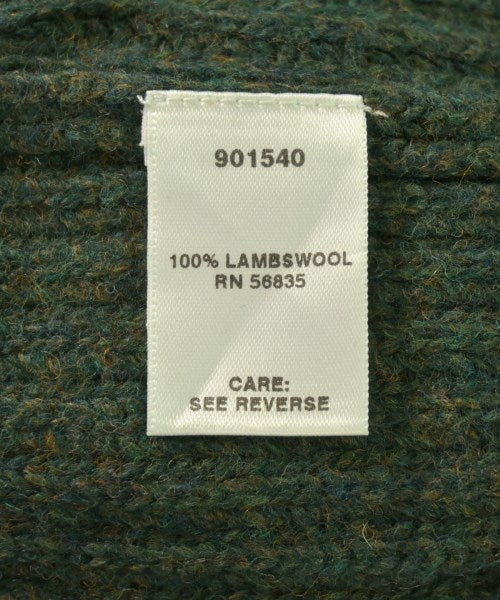 901540
100% LAMBSWOOL
RN 56835
CARE:
SEE REVERSE